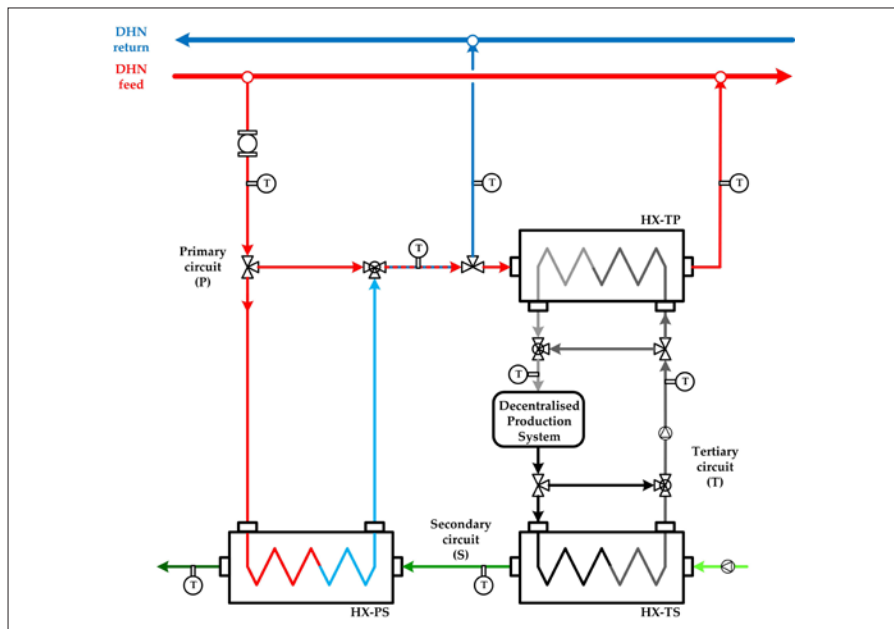 DHN
return
DHN
feed
T
T
T
HX-TP
Primary
circuit
(P)
T
T
T
Decentralised
Production
System
Tertiary
circuit
(T)
Secondary
circuit
(S)
T
T
HX-PS
HX-TS